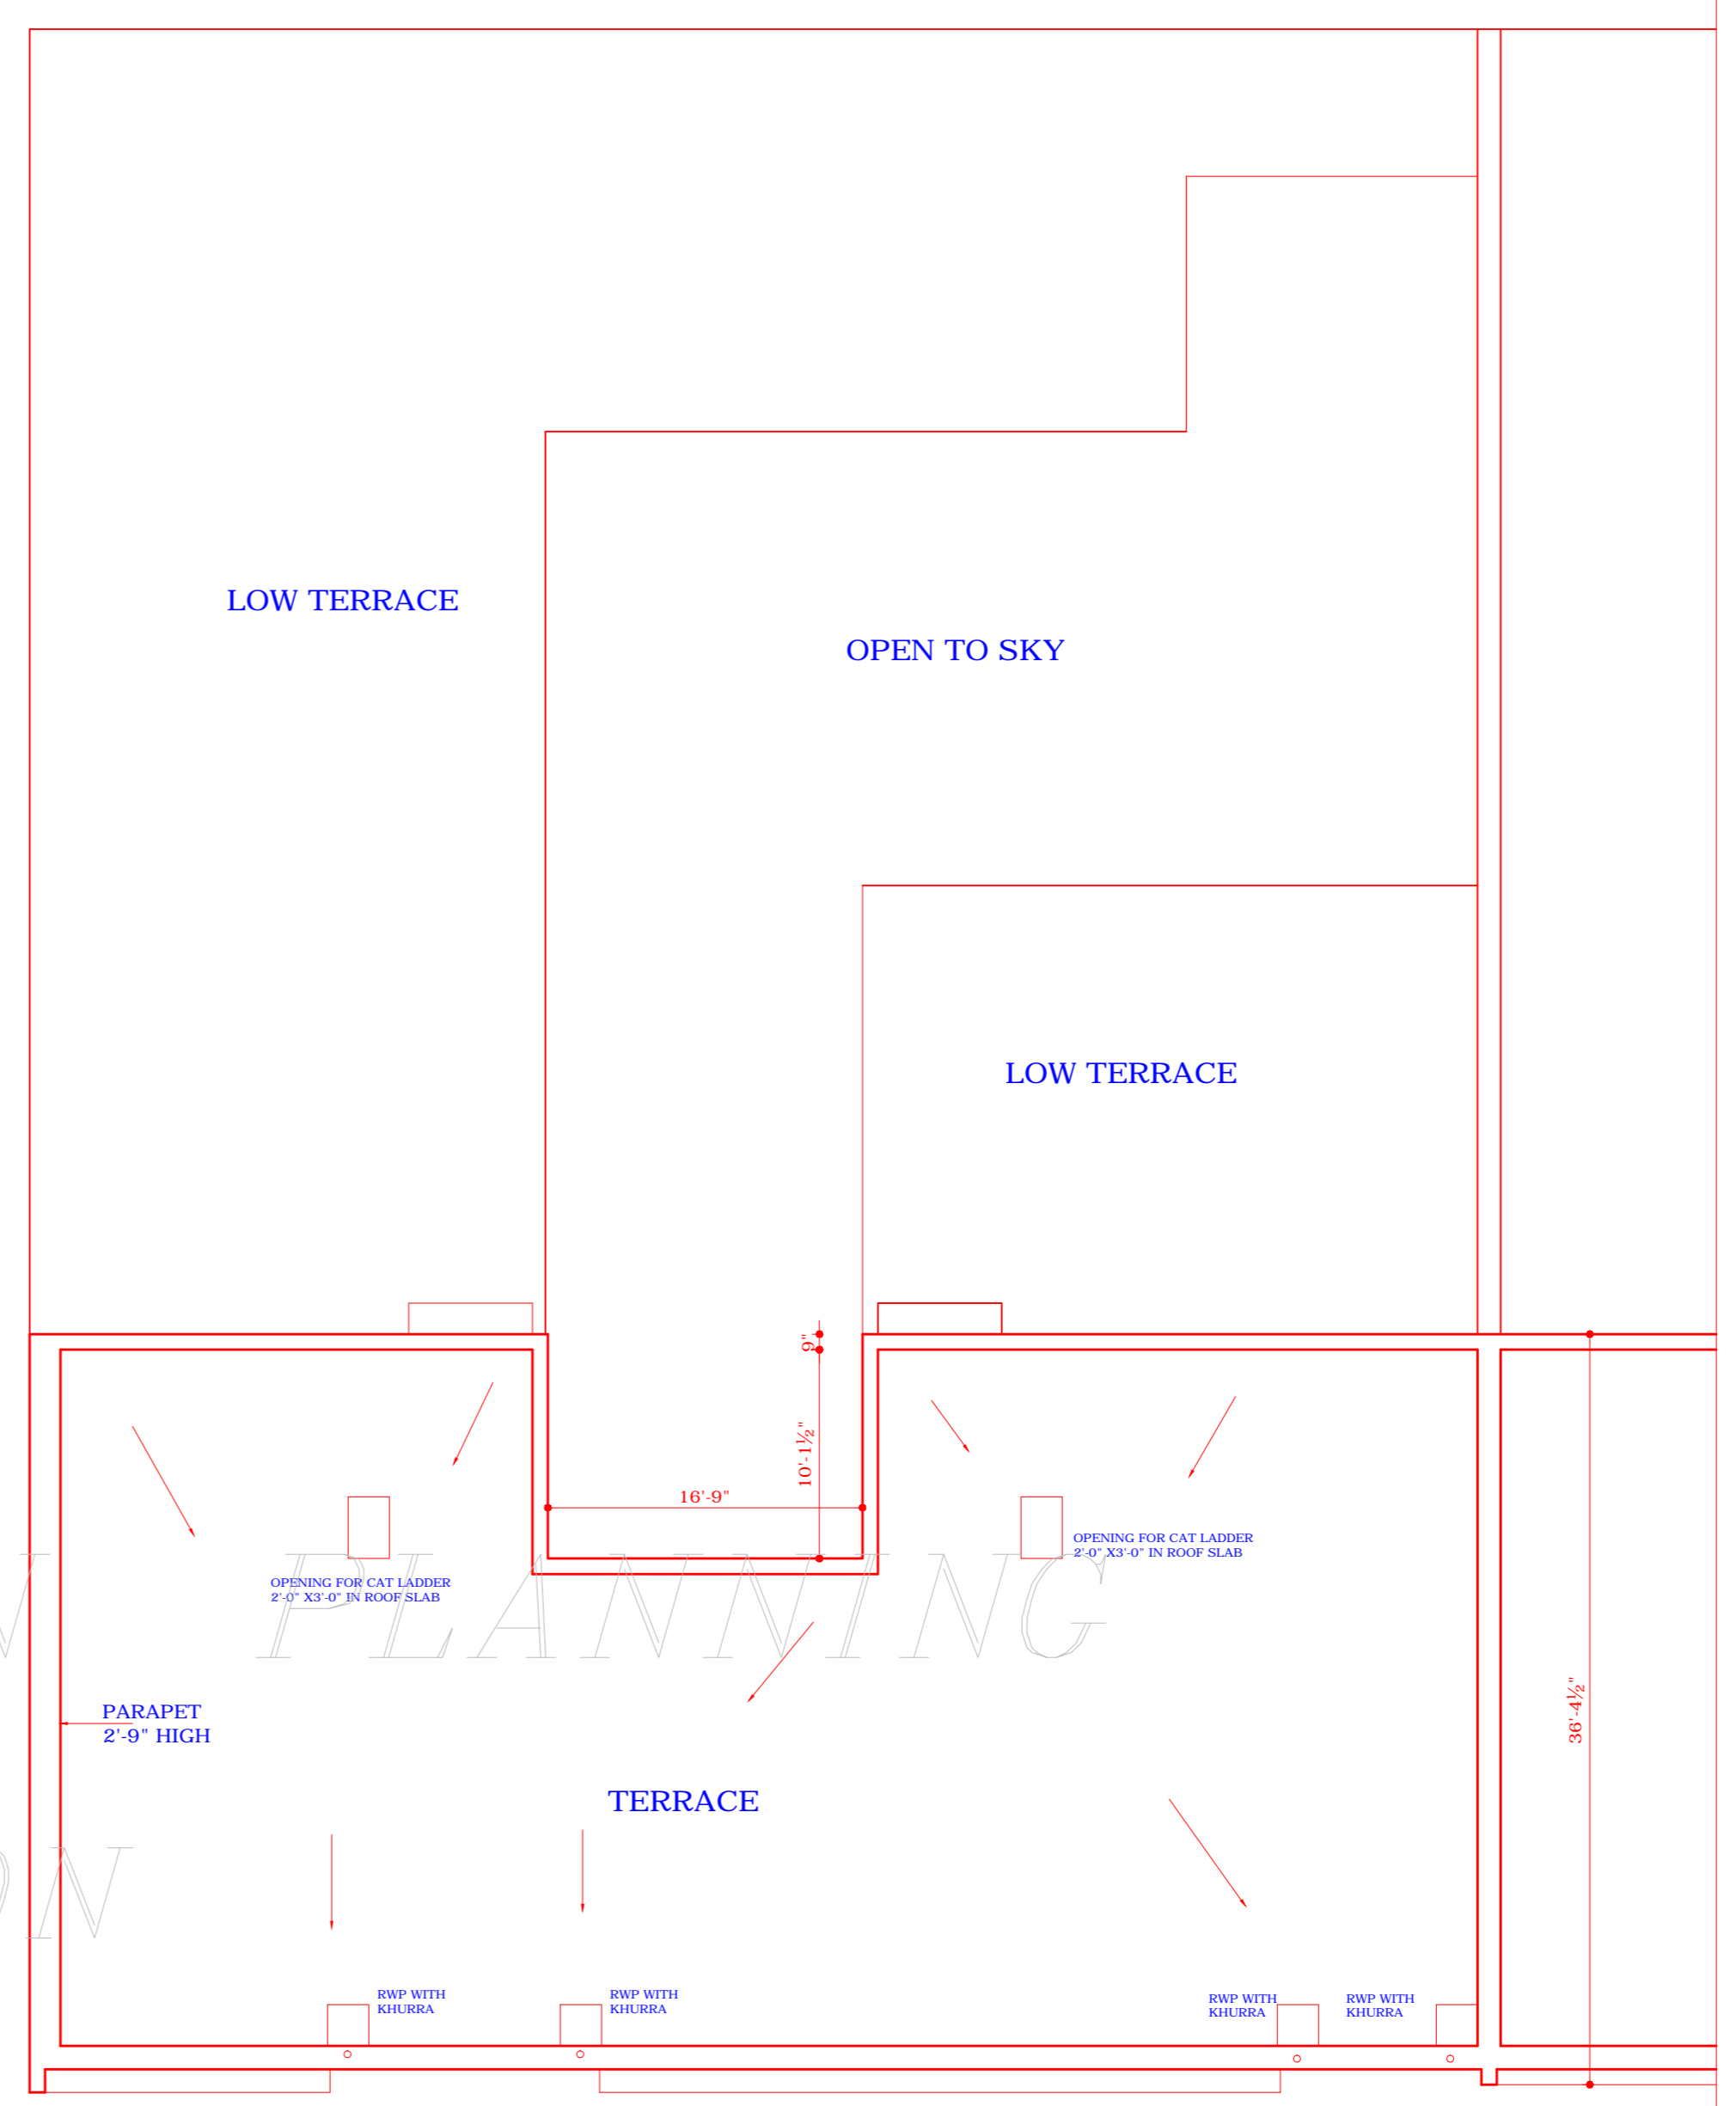 LOW TERRACE
OPEN TO SKY
LOW TERRACE
9"
10'-1½"
16'-9"
OPENING FOR CAT LADDER
2'-0" X3'-0" IN ROOF SLAB
OPENING FOR CAT LADDER
2'-0" X3'-0" IN ROOF SLAB
PLANNING
PARAPET
2'-9" HIGH
36'-4½"
TERRACE
RWP WITH
KHURRA
RWP WITH
KHURRA
RWP WITH
KHURRA
RWP WITH
KHURRA